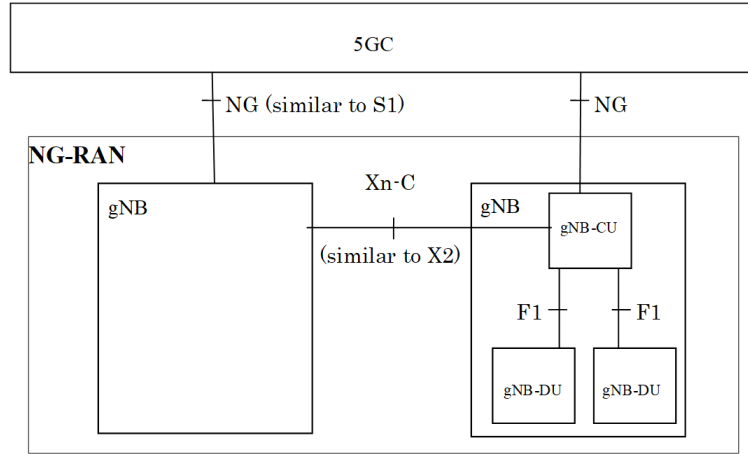 5GC
NG (similar to S1)
NG
NG-RAN
Xn-C
gNB
gNB
gNB-CU
(similar to X2)
F1
F1
gNB-DU
gNB-DU